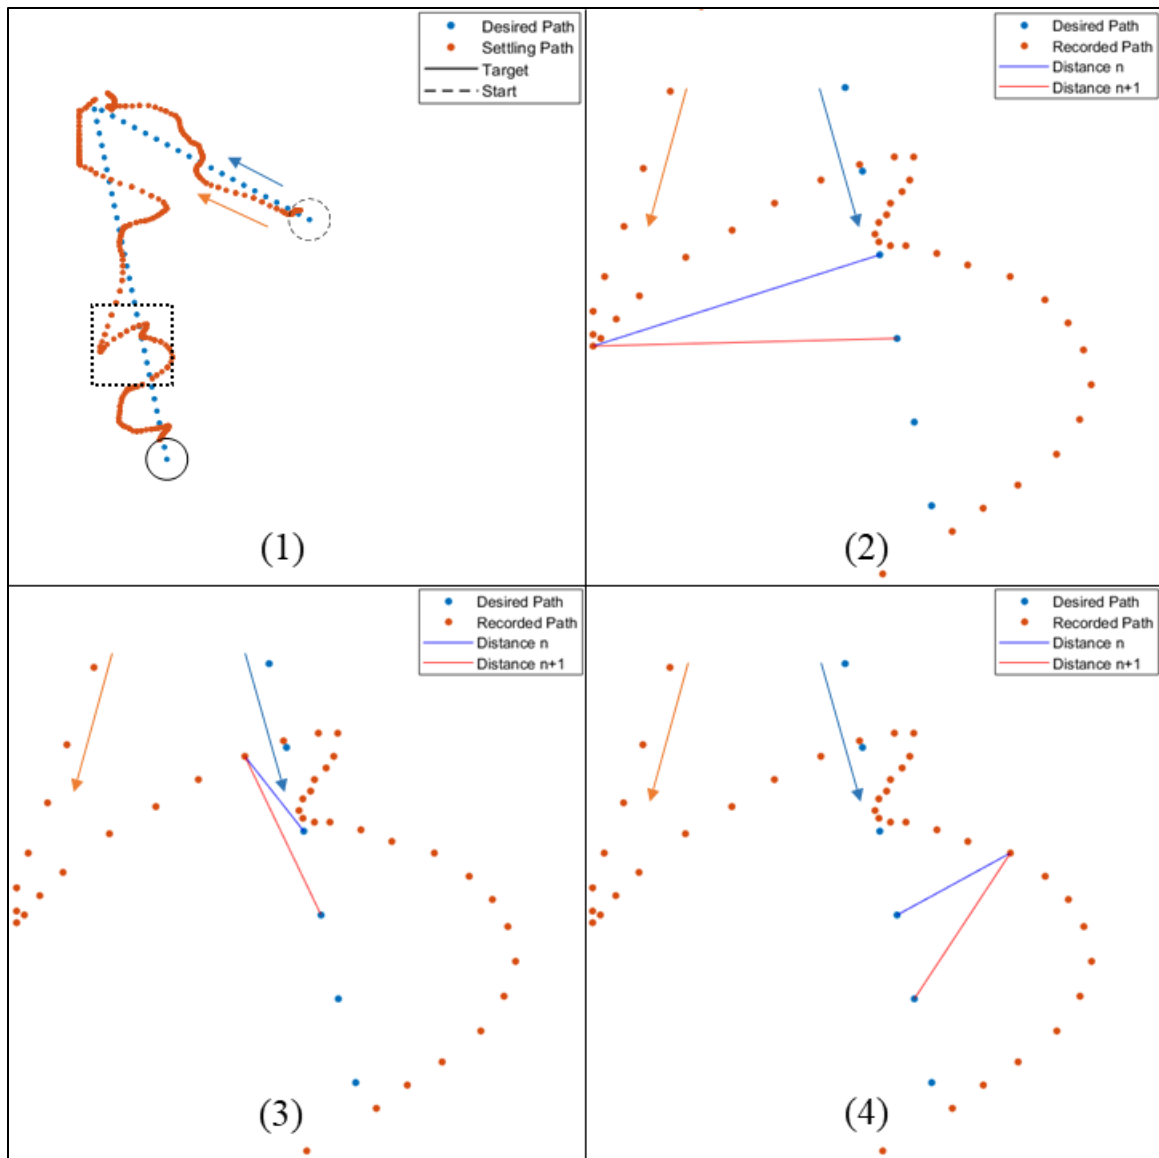 Desired Path
Settling Path
Target
Start
(1)
Desired Path
Recorded Path
Distance n
Distance n+1
(2)
Desired Path
Recorded Path
Distance n
Distance n+1
(3)
Desired Path
Recorded Path
Distance n
Distance n+1
(4)